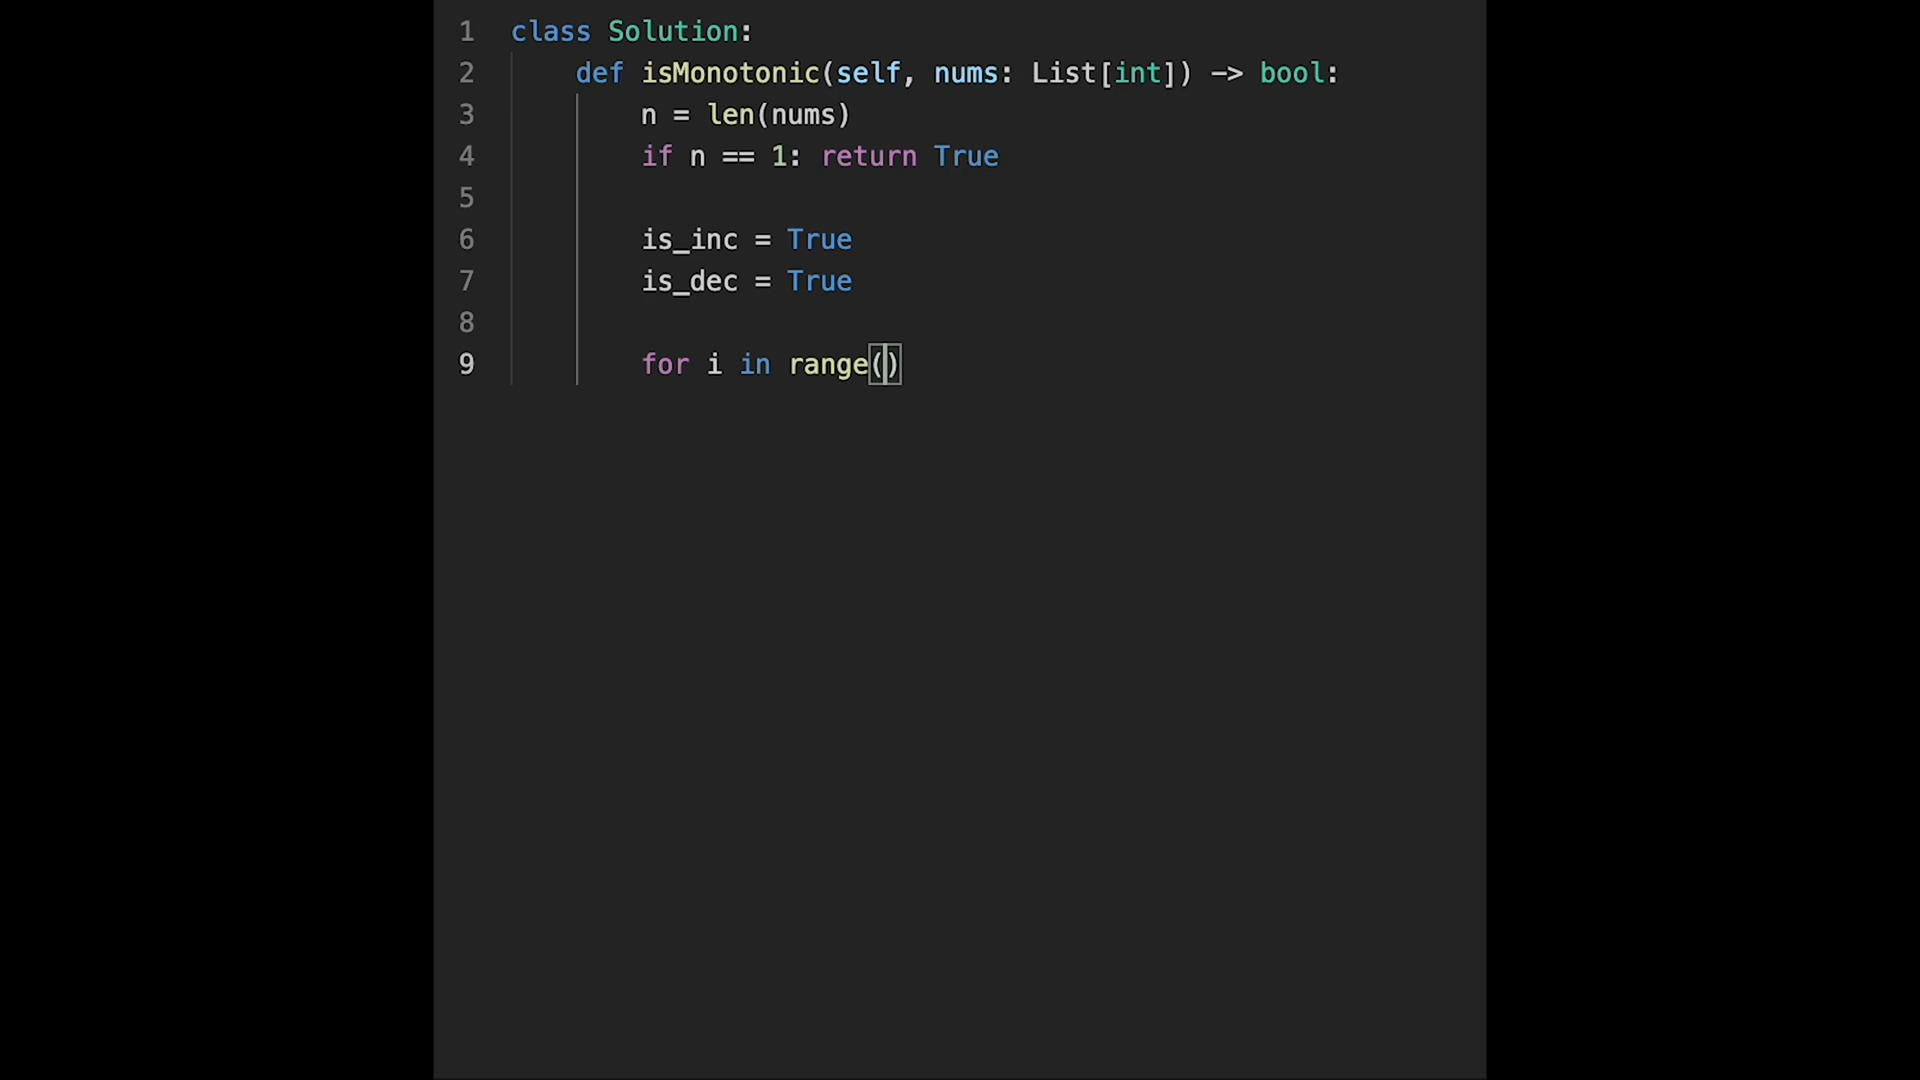 1 class Solution:
2     def isMonotonic(self, nums: List[int]) -> bool:
3         n = len(nums)
4         if n == 1: return True
5
6         is_inc = True
7         is_dec = True
8
9         for i in range()